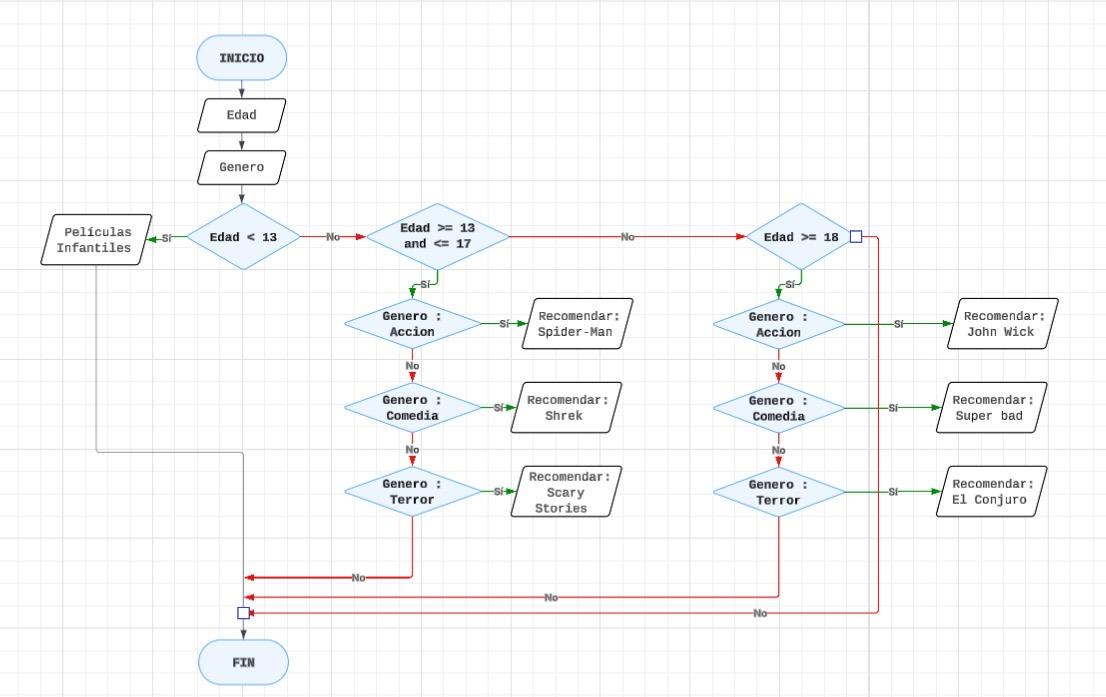 INICIO
Edad
Genero
Películas
Infantiles
Sí
Edad < 13
No
Edad >= 13
and <= 17
No
Edad >= 18
Sí
Sí
Genero :
Accion
Sí
Recomendar:
Spider-Man
Genero :
Accion
Sí
Recomendar:
John Wick
No
No
Genero :
Comedia
Sí
Recomendar:
Shrek
Genero :
Comedia
Sí
Recomendar:
Super bad
No
No
Genero :
Terror
Sí
Recomendar:
Scary
Stories
Genero :
Terror
Sí
Recomendar:
El Conjuro
No
No
No
FIN